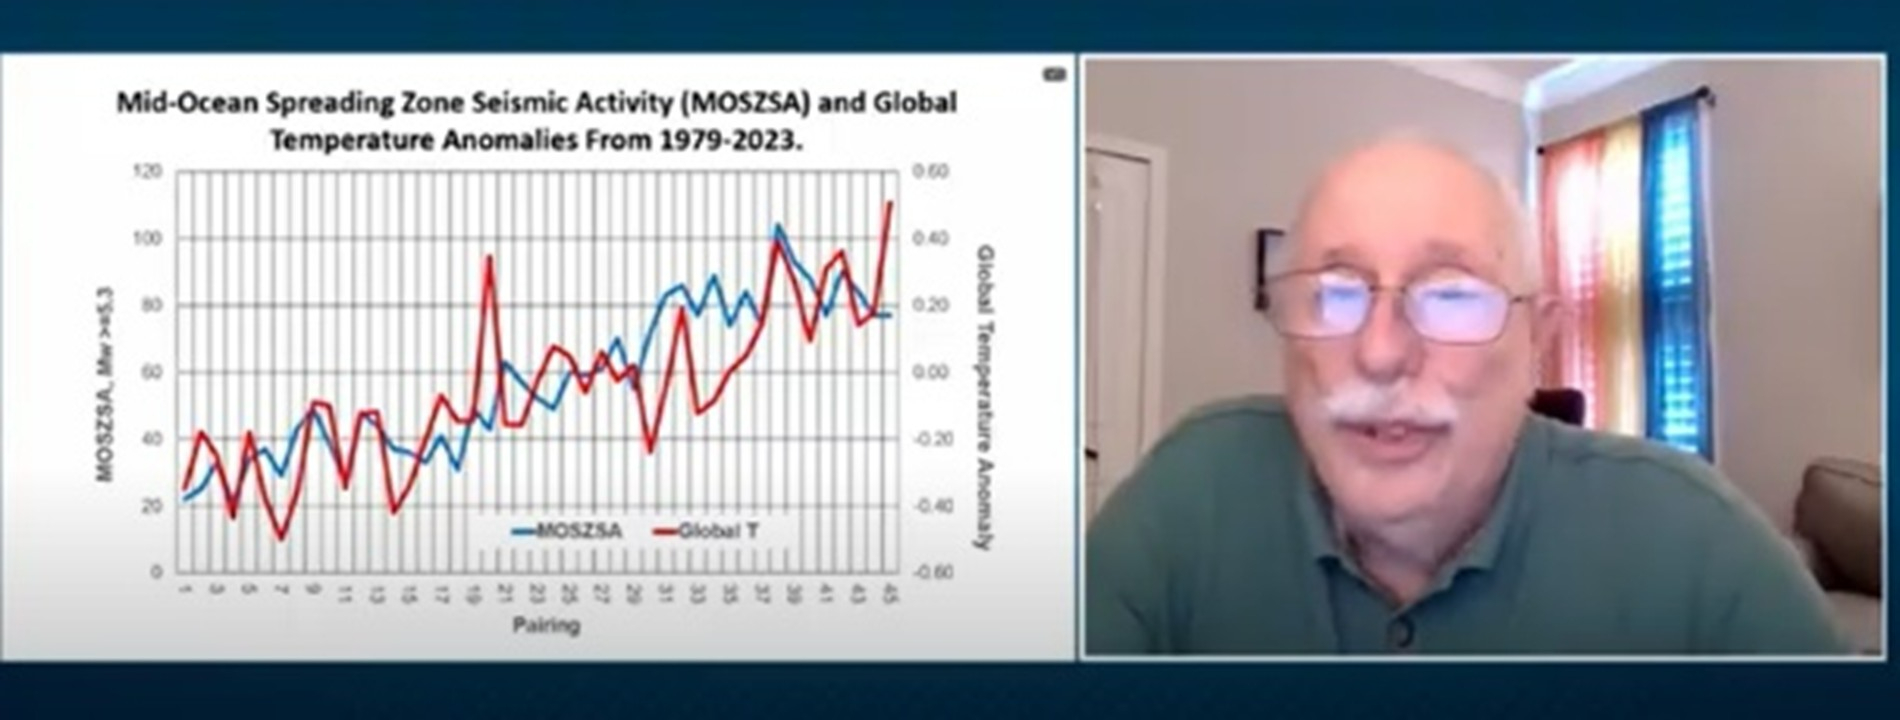 Mid-Ocean Spreading Zone Seismic Activity (MOSZSA) and Global
Temperature Anomalies From 1979-2023.
120
100
80
60
40
20
0
MOSZSA, Mw >=5.3
0.60
0.40
0.20
0.00
-0.20
-0.40
-0.60
Global Temperature Anomaly
MOSZSA
Global T
1 3 5 7 9 11 13 15 17 19 21 23 25 27 29 31 33 35 37 39 41 43 45
Pairing